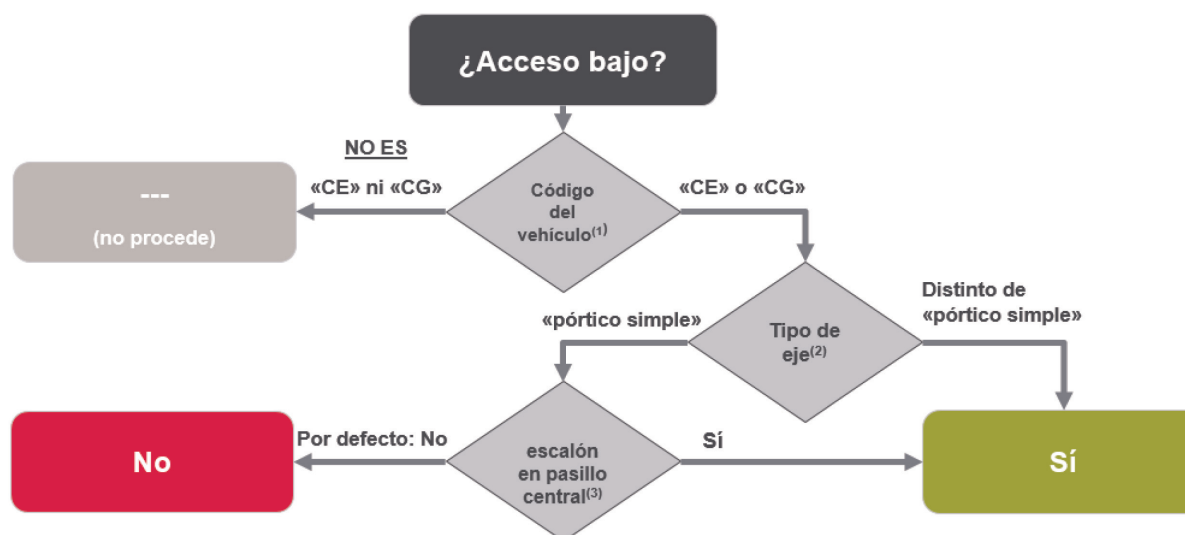 ¿Acceso bajo?
NO ES
«CE» ni «CG»
«CE» o «CG»
---
(no procede)
Código
del
vehículo(1)
Distinto de
«pórtico simple»
«pórtico simple»
Tipo de
eje(2)
No
Por defecto: No
escalón
en pasillo
central(3)
Sí
Sí